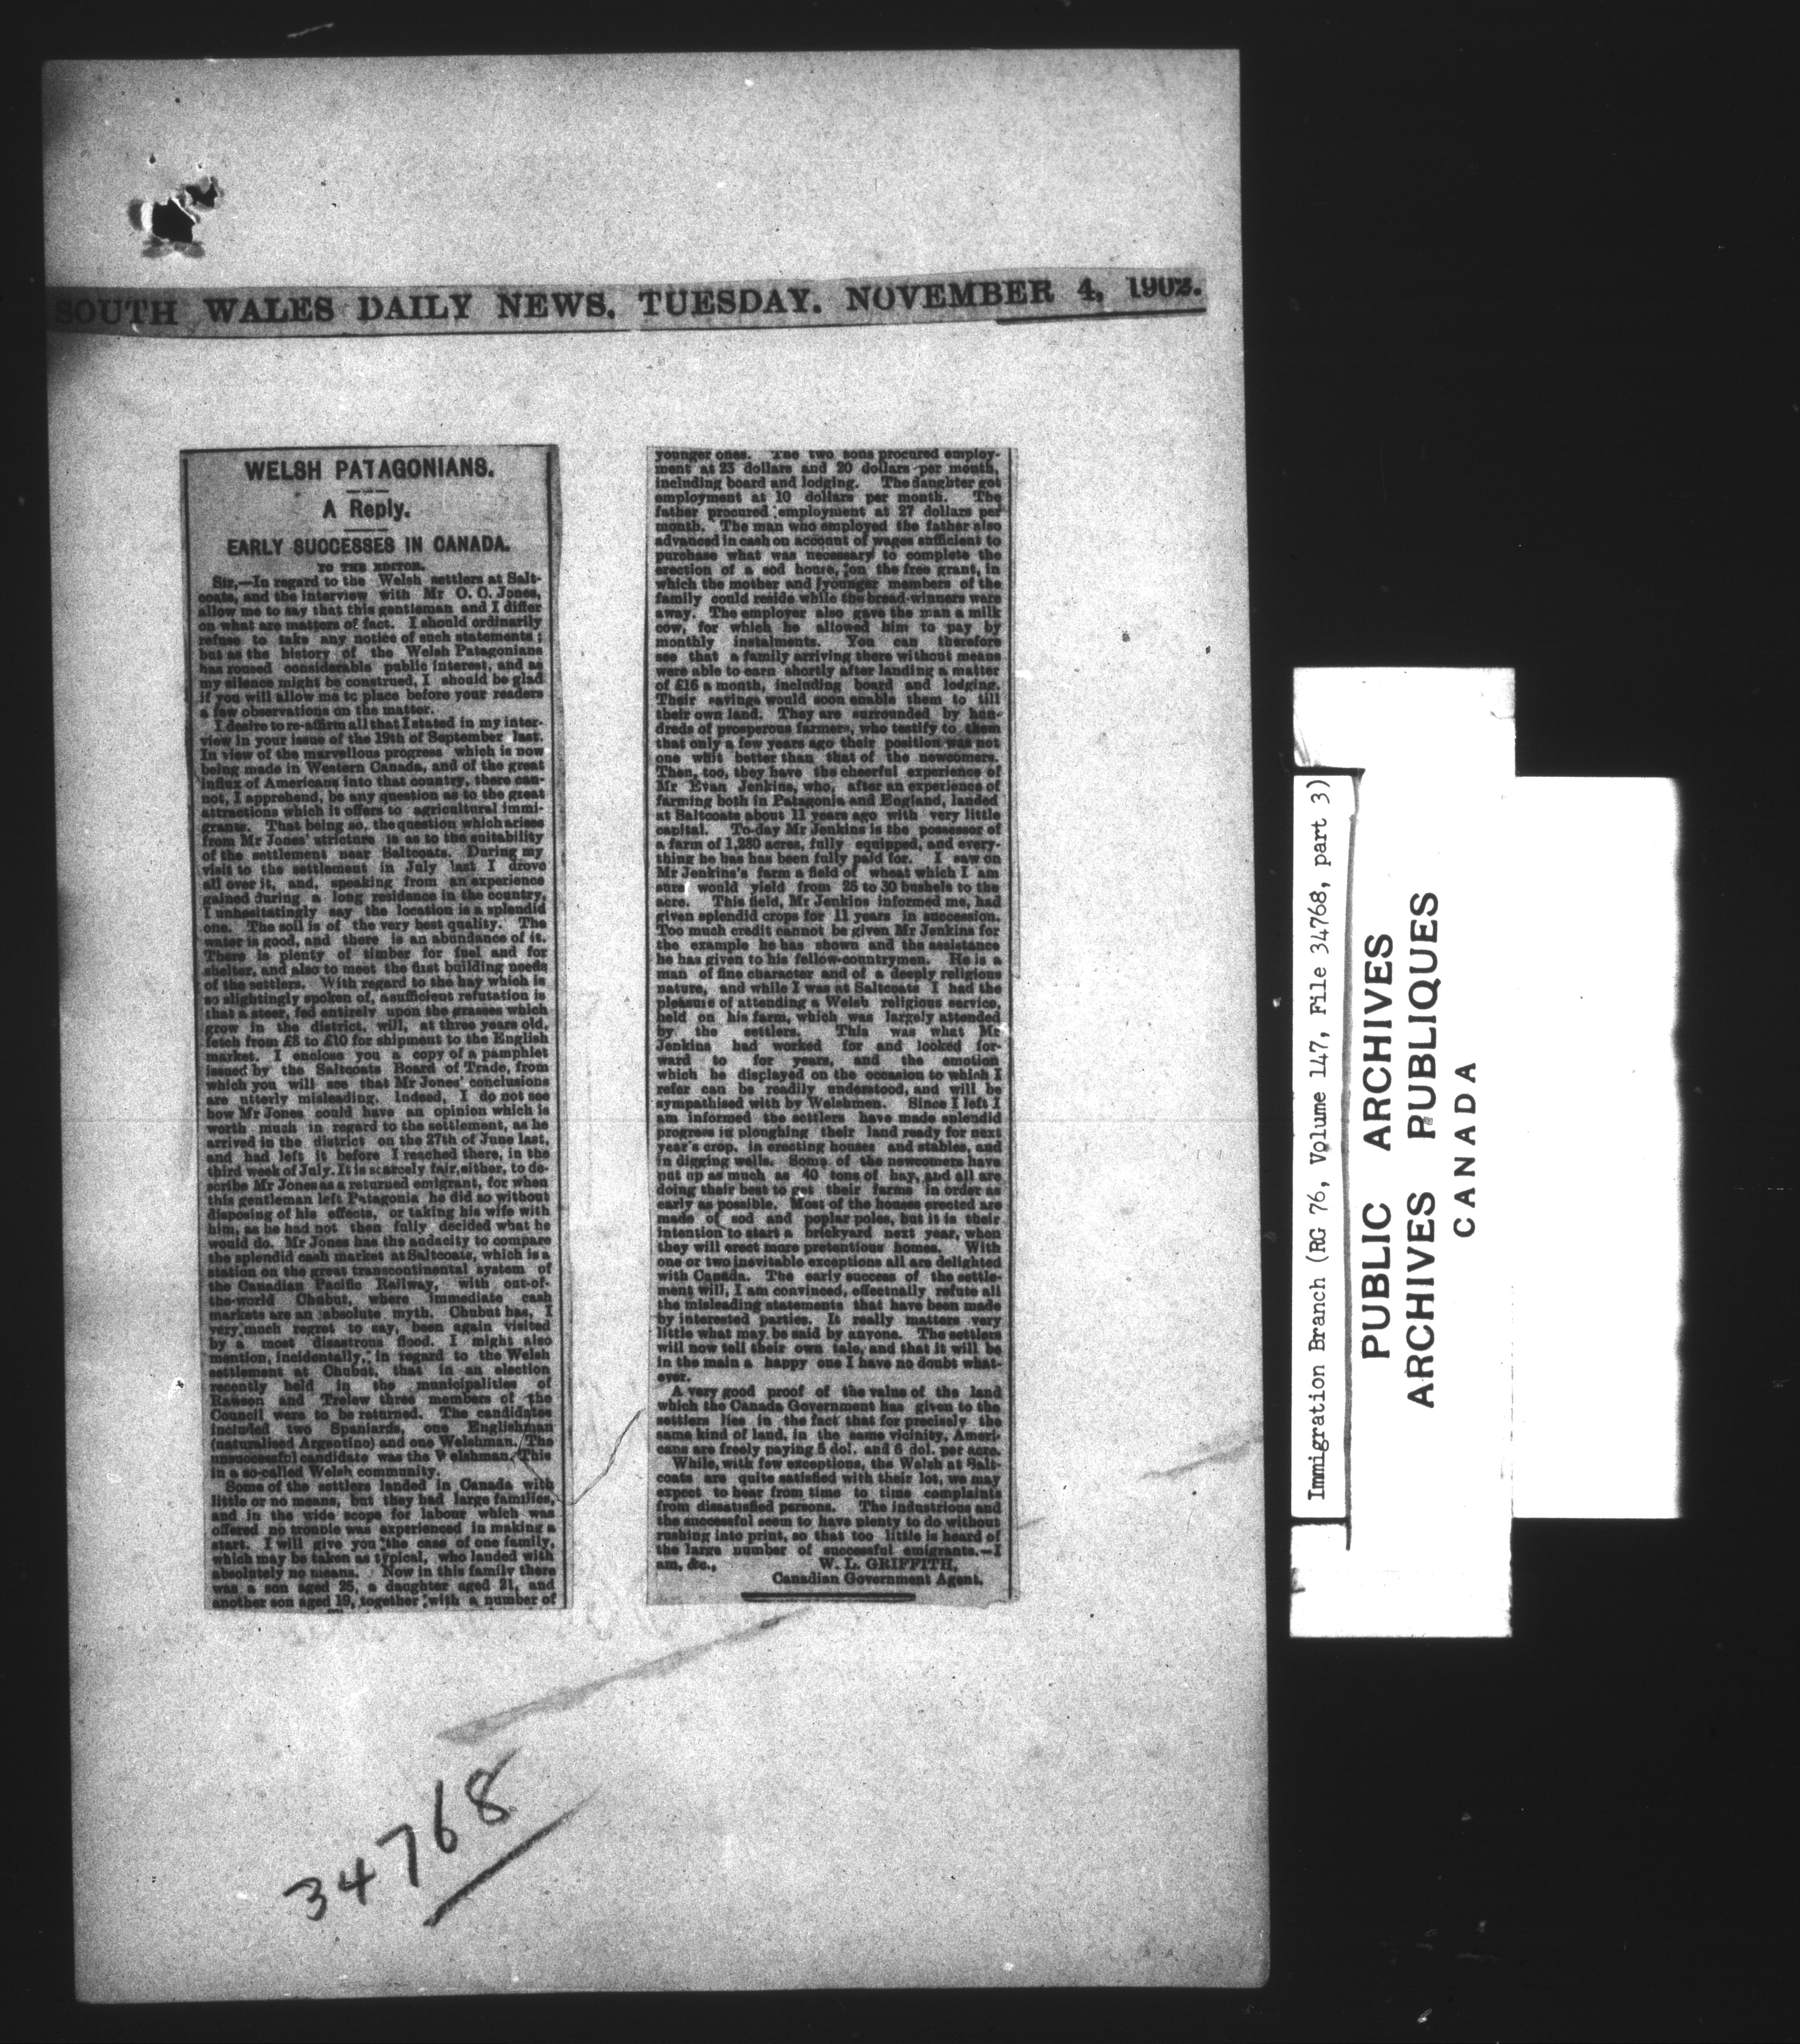 SOUTH WALES DAILY NEWS, TUESDAY, NOVEMBER 4, 1902.
WELSH PATAGONIANS.
A Reply.
EARLY SUCCESSES IN CANADA.
TO THE EDITOR.
Sir,—In regard to the Welsh settlers at Salt-
coats, and the interview with Mr O. C. Jones,
allow me to say that this gentleman and I differ
on what are matters of fact. I should ordinarily
refuse to take any notice of such statements;
but as the history of the Welsh Patagonians
has roused considerable public interest, and as
my silence might be construed, I should be glad
if you will allow me to place before your readers
a few observations on the matter.
I desire to re-affirm all that I stated in my inter-
view in your issue of the 19th of September last.
In view of the marvellous progress which is now
being made in Western Canada, and of the great
influx of Americans into that country, there can-
not, I apprehend, be any question as to the great
attractions which it offers to agricultural immi-
grants. That being so, the question which arises
from Mr Jones' stricture is as to the suitability
of the settlement near Saltcoats. During my
visit to the settlement in July last I drove
all over it, and, speaking from an experience
gained during a long residence in the country,
I unhesitatingly say the location is a splendid
one. The soil is of the very best quality. The
water is good, and there is an abundance of it.
There is plenty of timber for fuel and for
shelter, and also to meet the first building needs
of the settlers. With regard to the hay which is
so slightingly spoken of, a sufficient refutation is
that a steer, fed entirely upon the grasses which
grow in the district, will, at three years old,
fetch from £8 to £10 for shipment to the English
market. I enclose you a copy of a pamphlet
issued by the Saltcoats Board of Trade, from
which you will see that Mr Jones' conclusions
are utterly misleading. Indeed, I do not see
how Mr Jones could have an opinion which is
worth much in regard to the settlement, as he
arrived in the district on the 27th of June last,
and had left it before I reached there, in the
third week of July. It is scarcely fair, either, to de-
scribe Mr Jones as a returned emigrant, for when
this gentleman left Patagonia he did so without
disposing of his effects, or taking his wife with
him, as he had not then fully decided what he
would do. Mr Jones has the audacity to compare
the splendid cash market at Saltcoats, which is a
station on the great transcontinental system of
the Canadian Pacific Railway, with out-of-
the-world Chubut, where immediate cash
markets are an absolute myth. Chubut has, I
very much regret to say, been again visited
by a most disastrous flood. I might also
mention, incidentally, in regard to the Welsh
settlement at Chubut, that in an election
recently held in the municipalities of
Rawson and Trelew three members of the
Council were to be returned. The candidates
included two Spaniards, one Englishman
(naturalised Argentino) and one Welshman. The
unsuccessful candidate was the Welshman. This
in a so-called Welsh community.
Some of the settlers landed in Canada with
little or no means, but they had large families,
and in the wide scope for labour which was
offered no trouble was experienced in making a
start. I will give you the case of one family,
which may be taken as typical, who landed with
absolutely no means. Now in this family there
was a son aged 25, a daughter aged 21, and
another son aged 19, together with a number of
younger ones. The two sons procured employ-
ment at 23 dollars and 20 dollars per month,
including board and lodging. The daughter got
employment at 10 dollars per month. The
father procured employment at 27 dollars per
month. The man who employed the father also
advanced in cash on account of wages sufficient to
purchase what was necessary to complete the
erection of a sod house, on the free grant, in
which the mother and younger members of the
family could reside while the bread-winners were
away. The employer also gave the man a milk
cow, for which he allowed him to pay by
monthly instalments. You can therefore
see that a family arriving there without means
were able to earn shortly after landing a matter
of £16 a month, including board and lodging.
Their savings would soon enable them to till
their own land. They are surrounded by hun-
dreds of prosperous farmers, who testify to them
that only a few years ago their position was not
one whit better than that of the newcomers.
Then, too, they have the cheerful experience of
Mr Evan Jenkins, who, after an experience of
farming both in Patagonia and England, landed
at Saltcoats about 11 years ago with very little
capital. To-day Mr Jenkins is the possessor of
a farm of 1,280 acres, fully equipped, and every-
thing he has has been fully paid for. I saw on
Mr Jenkins's farm a field of wheat which I am
sure would yield from 25 to 30 bushels to the
acre. This field, Mr Jenkins informed me, had
given splendid crops for 11 years in succession.
Too much credit cannot be given Mr Jenkins for
the example he has shown and the assistance
he has given to his fellow-countrymen. He is a
man of fine character and of a deeply religious
nature, and while I was at Saltcoats I had the
pleasure of attending a Welsh religious service,
held on his farm, which was largely attended
by the settlers. This was what Mr
Jenkins had worked for and looked for-
ward to for years, and the emotion
which he displayed on the occasion to which I
refer can be readily understood, and will be
sympathised with by Welshmen. Since I left I
am informed the settlers have made splendid
progress in ploughing their land ready for next
year's crop, in erecting houses and stables, and
in digging wells. Some of the newcomers have
put up as much as 40 tons of hay, and all are
doing their best to get their farms in order as
early as possible. Most of the houses erected are
made of sod and poplar poles, but it is their
intention to start a brickyard next year, when
they will erect more pretentious homes. With
one or two inevitable exceptions all are delighted
with Canada. The early success of the settle-
ment will, I am convinced, effectually refute all
the misleading statements that have been made
by interested parties. It really matters very
little what may be said by anyone. The settlers
will now tell their own tale, and that it will be
in the main a happy one I have no doubt what-
ever.
A very good proof of the value of the land
which the Canada Government has given to the
settlers lies in the fact that for precisely the
same kind of land, in the same vicinity, Ameri-
cans are freely paying 5 dol. and 6 dol. per acre.
While, with few exceptions, the Welsh at Salt-
coats are quite satisfied with their lot, we may
expect to hear from time to time complaints
from dissatisfied persons. The industrious and
the successful seem to have plenty to do without
rushing into print, so that too little is heard of
the large number of successful emigrants.—I
am, &c., W. L. GRIFFITH,
Canadian Government Agent.
34768
Immigration Branch (RG 76, Volume 147, File 34768, part 3)
PUBLIC ARCHIVES
ARCHIVES PUBLIQUES
CANADA